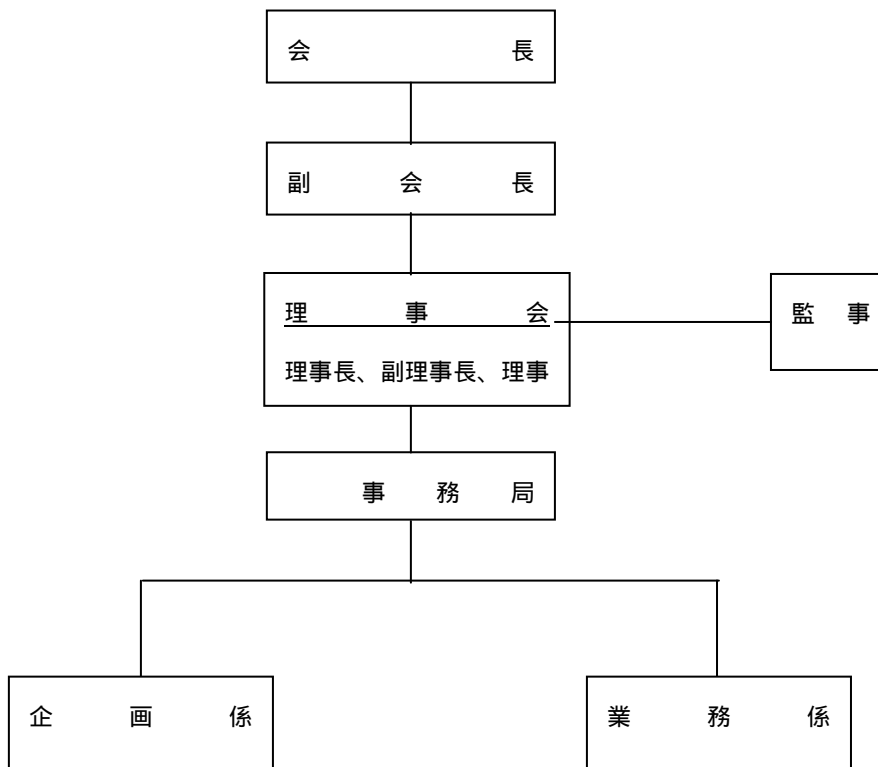 会長
副会長
理事会
監事
理事長、副理事長、理事
事務局
企画係
業務係